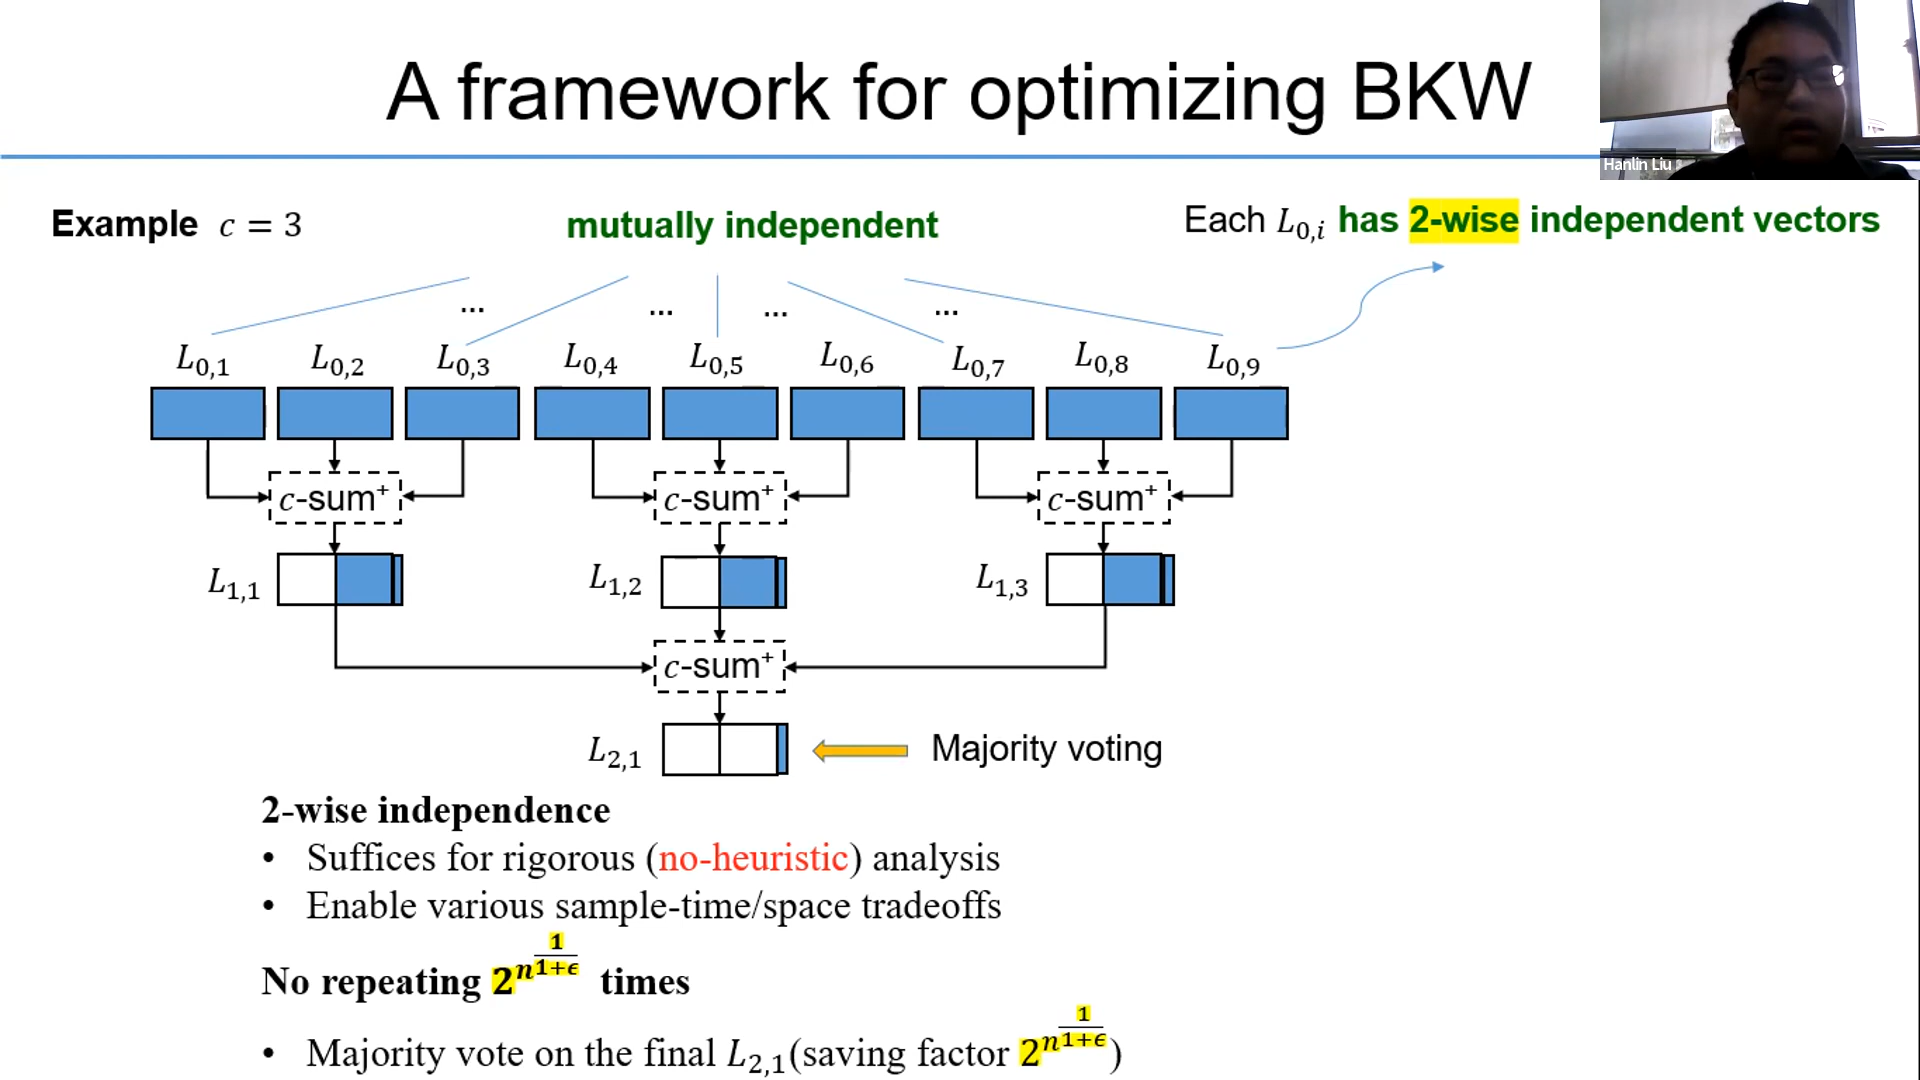 A framework for optimizing BKW
Hanlin Liu
Example c = 3
mutually independent
Each L₀,ᵢ has 2-wise independent vectors
... ... ... ...
L₀,₁ L₀,₂ L₀,₃ L₀,₄ L₀,₅ L₀,₆ L₀,₇ L₀,₈ L₀,₉
c-sum⁺ c-sum⁺ c-sum⁺
L₁,₁ L₁,₂ L₁,₃
c-sum⁺
L₂,₁ Majority voting
2-wise independence
• Suffices for rigorous (no-heuristic) analysis
• Enable various sample-time/space tradeoffs
No repeating 2^{n^{\frac{1}{1+ϵ}}} times
• Majority vote on the final L₂,₁(saving factor 2^{n^{\frac{1}{1+ϵ}}})